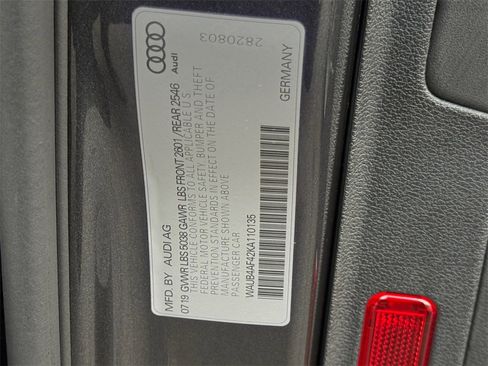 MFD. BY AUDI AG
0719 GVWR LBS 5038 GAWR LBS FRONT 2601 / REAR 2546
THIS VEHICLE CONFORMS TO ALL APPLICABLE U.S.
FEDERAL MOTOR VEHICLE SAFETY, BUMPER AND THEFT
PREVENTION STANDARDS IN EFFECT ON THE DATE OF
MANUFACTURE SHOWN ABOVE
PASSENGER CAR
WAUB4AF42KA110135
GERMANY
Audi
2820803